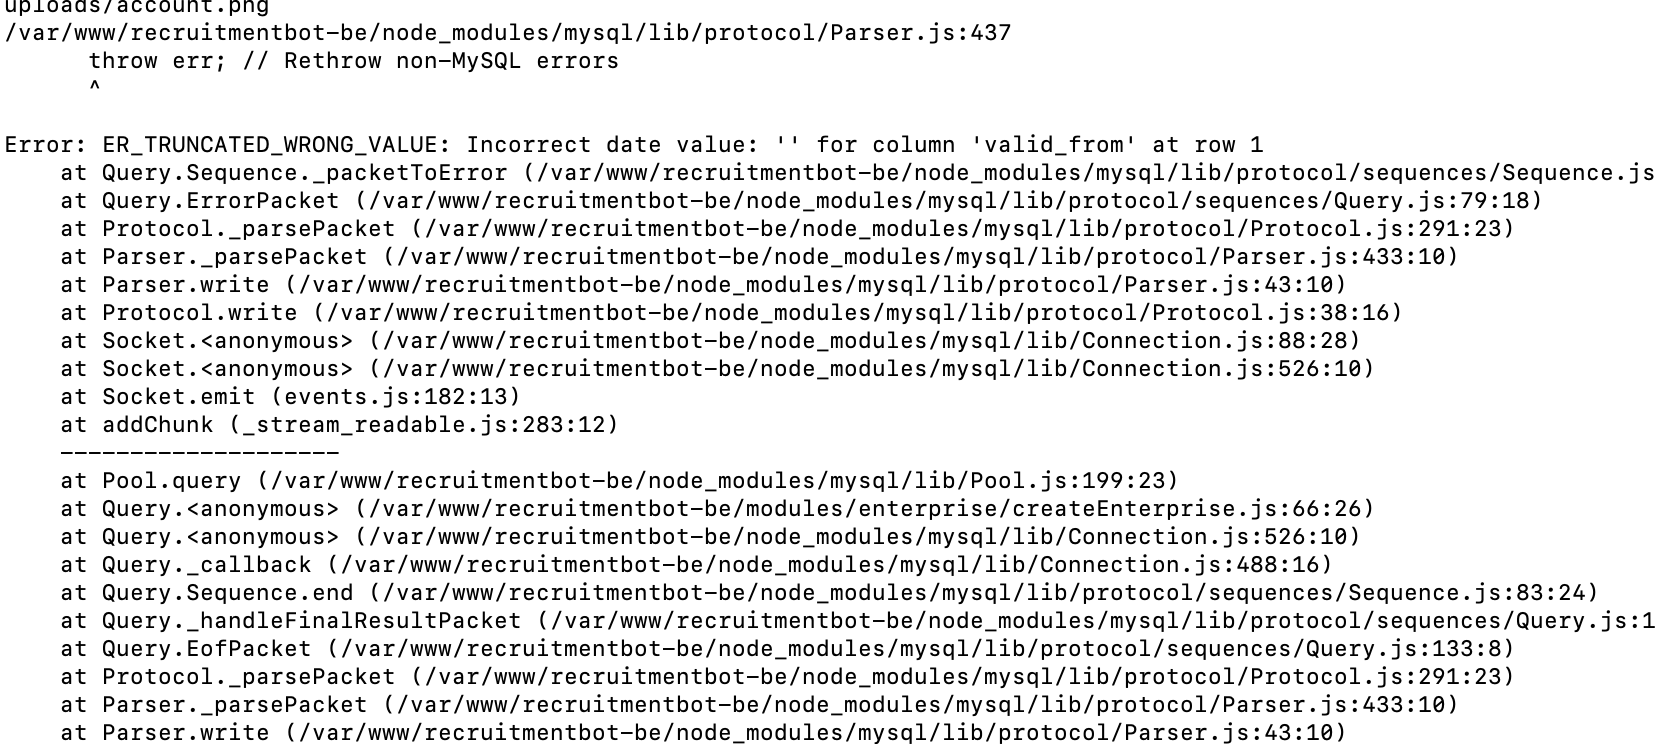 uploads/account.png
/var/www/recruitmentbot-be/node_modules/mysql/lib/protocol/Parser.js:437
      throw err; // Rethrow non-MySQL errors
      ^

Error: ER_TRUNCATED_WRONG_VALUE: Incorrect date value: '' for column 'valid_from' at row 1
    at Query.Sequence._packetToError (/var/www/recruitmentbot-be/node_modules/mysql/lib/protocol/sequences/Sequence.js
    at Query.ErrorPacket (/var/www/recruitmentbot-be/node_modules/mysql/lib/protocol/sequences/Query.js:79:18)
    at Protocol._parsePacket (/var/www/recruitmentbot-be/node_modules/mysql/lib/protocol/Protocol.js:291:23)
    at Parser._parsePacket (/var/www/recruitmentbot-be/node_modules/mysql/lib/protocol/Parser.js:433:10)
    at Parser.write (/var/www/recruitmentbot-be/node_modules/mysql/lib/protocol/Parser.js:43:10)
    at Protocol.write (/var/www/recruitmentbot-be/node_modules/mysql/lib/protocol/Protocol.js:38:16)
    at Socket.<anonymous> (/var/www/recruitmentbot-be/node_modules/mysql/lib/Connection.js:88:28)
    at Socket.<anonymous> (/var/www/recruitmentbot-be/node_modules/mysql/lib/Connection.js:526:10)
    at Socket.emit (events.js:182:13)
    at addChunk (_stream_readable.js:283:12)
    --------------------
    at Pool.query (/var/www/recruitmentbot-be/node_modules/mysql/lib/Pool.js:199:23)
    at Query.<anonymous> (/var/www/recruitmentbot-be/modules/enterprise/createEnterprise.js:66:26)
    at Query.<anonymous> (/var/www/recruitmentbot-be/node_modules/mysql/lib/Connection.js:526:10)
    at Query._callback (/var/www/recruitmentbot-be/node_modules/mysql/lib/Connection.js:488:16)
    at Query.Sequence.end (/var/www/recruitmentbot-be/node_modules/mysql/lib/protocol/sequences/Sequence.js:83:24)
    at Query._handleFinalResultPacket (/var/www/recruitmentbot-be/node_modules/mysql/lib/protocol/sequences/Query.js:1
    at Query.EofPacket (/var/www/recruitmentbot-be/node_modules/mysql/lib/protocol/sequences/Query.js:133:8)
    at Protocol._parsePacket (/var/www/recruitmentbot-be/node_modules/mysql/lib/protocol/Protocol.js:291:23)
    at Parser._parsePacket (/var/www/recruitmentbot-be/node_modules/mysql/lib/protocol/Parser.js:433:10)
    at Parser.write (/var/www/recruitmentbot-be/node_modules/mysql/lib/protocol/Parser.js:43:10)